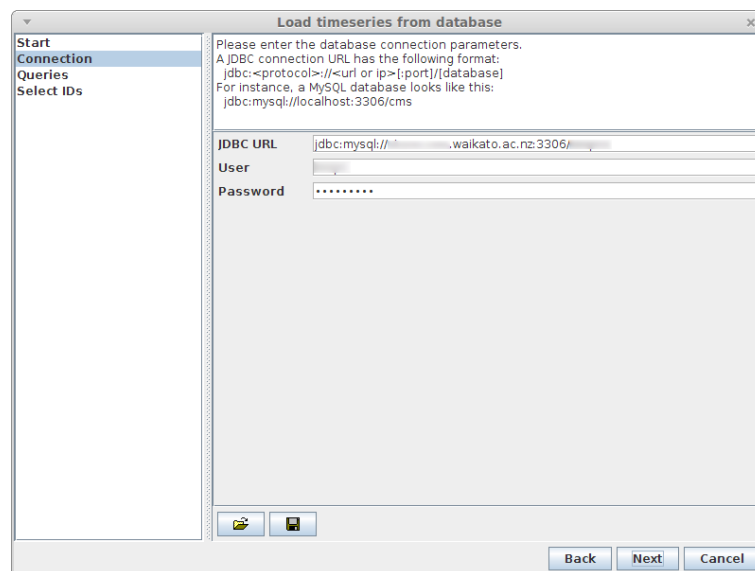 Load timeseries from database
Start
Connection
Queries
Select IDs
Please enter the database connection parameters.
A JDBC connection URL has the following format:
jdbc:<protocol>://<url or ip>[:port]/[database]
For instance, a MySQL database looks like this:
jdbc:mysql://localhost:3306/cms
JDBC URL jdbc:mysql:// .waikato.ac.nz:3306/
User
Password •••••••••
Back Next Cancel